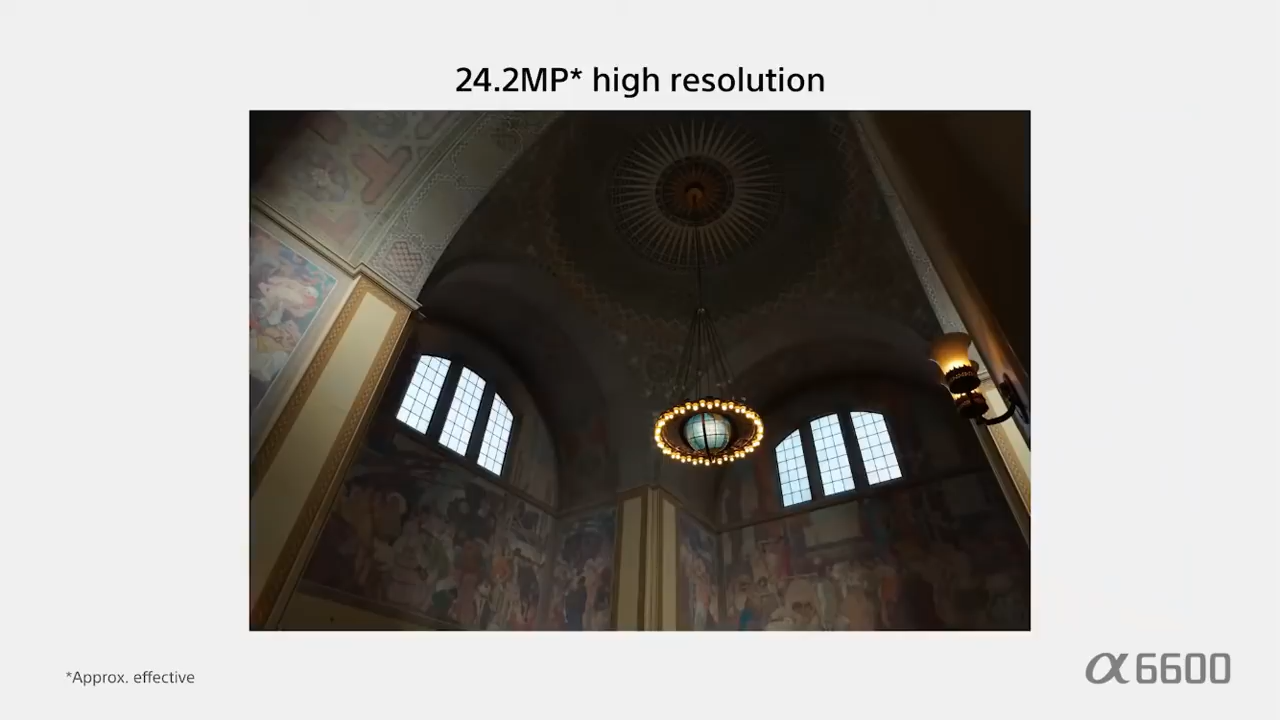 24.2MP* high resolution
*Approx. effective
α6600